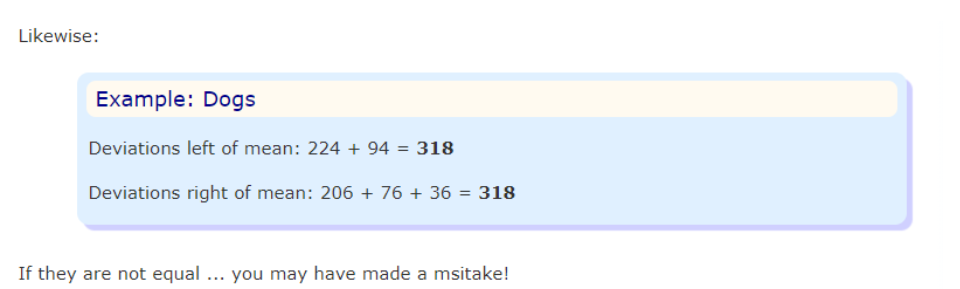 Likewise:
Example: Dogs
Deviations left of mean: 224 + 94 = 318
Deviations right of mean: 206 + 76 + 36 = 318
If they are not equal ... you may have made a msitake!